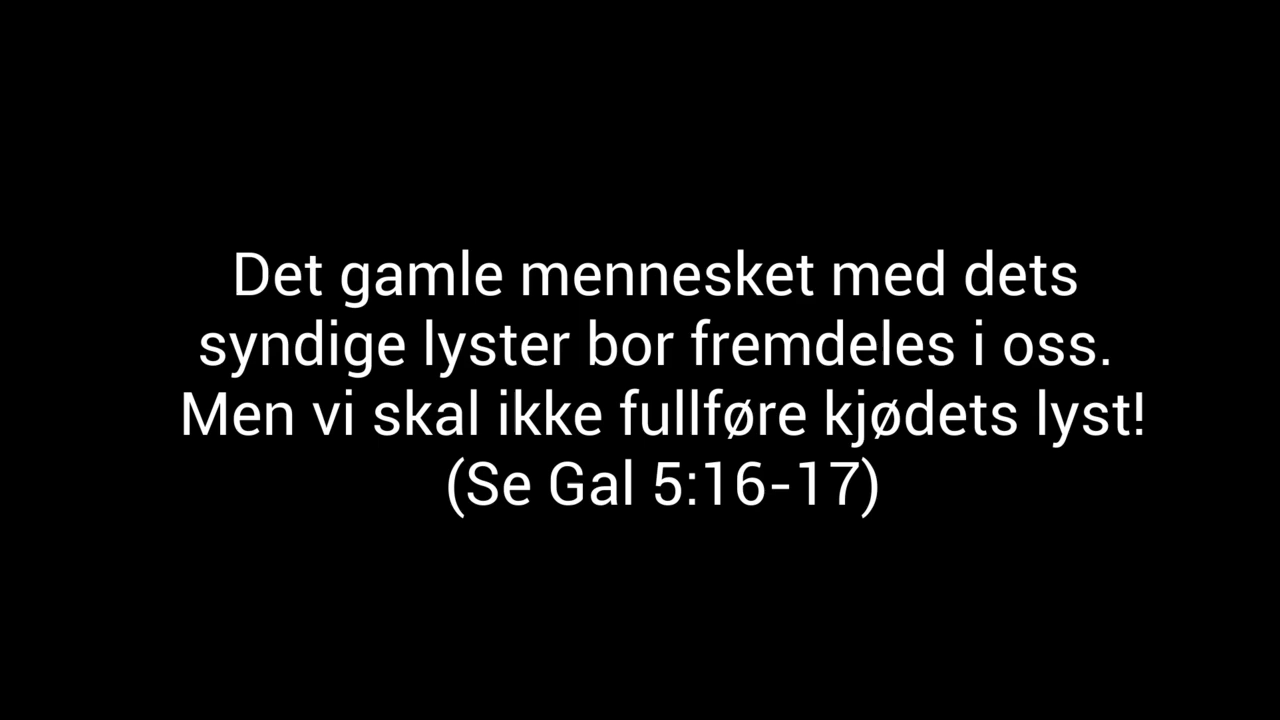 Det gamle mennesket med dets
syndige lyster bor fremdeles i oss.
Men vi skal ikke fullføre kjødets lyst!
(Se Gal 5:16-17)